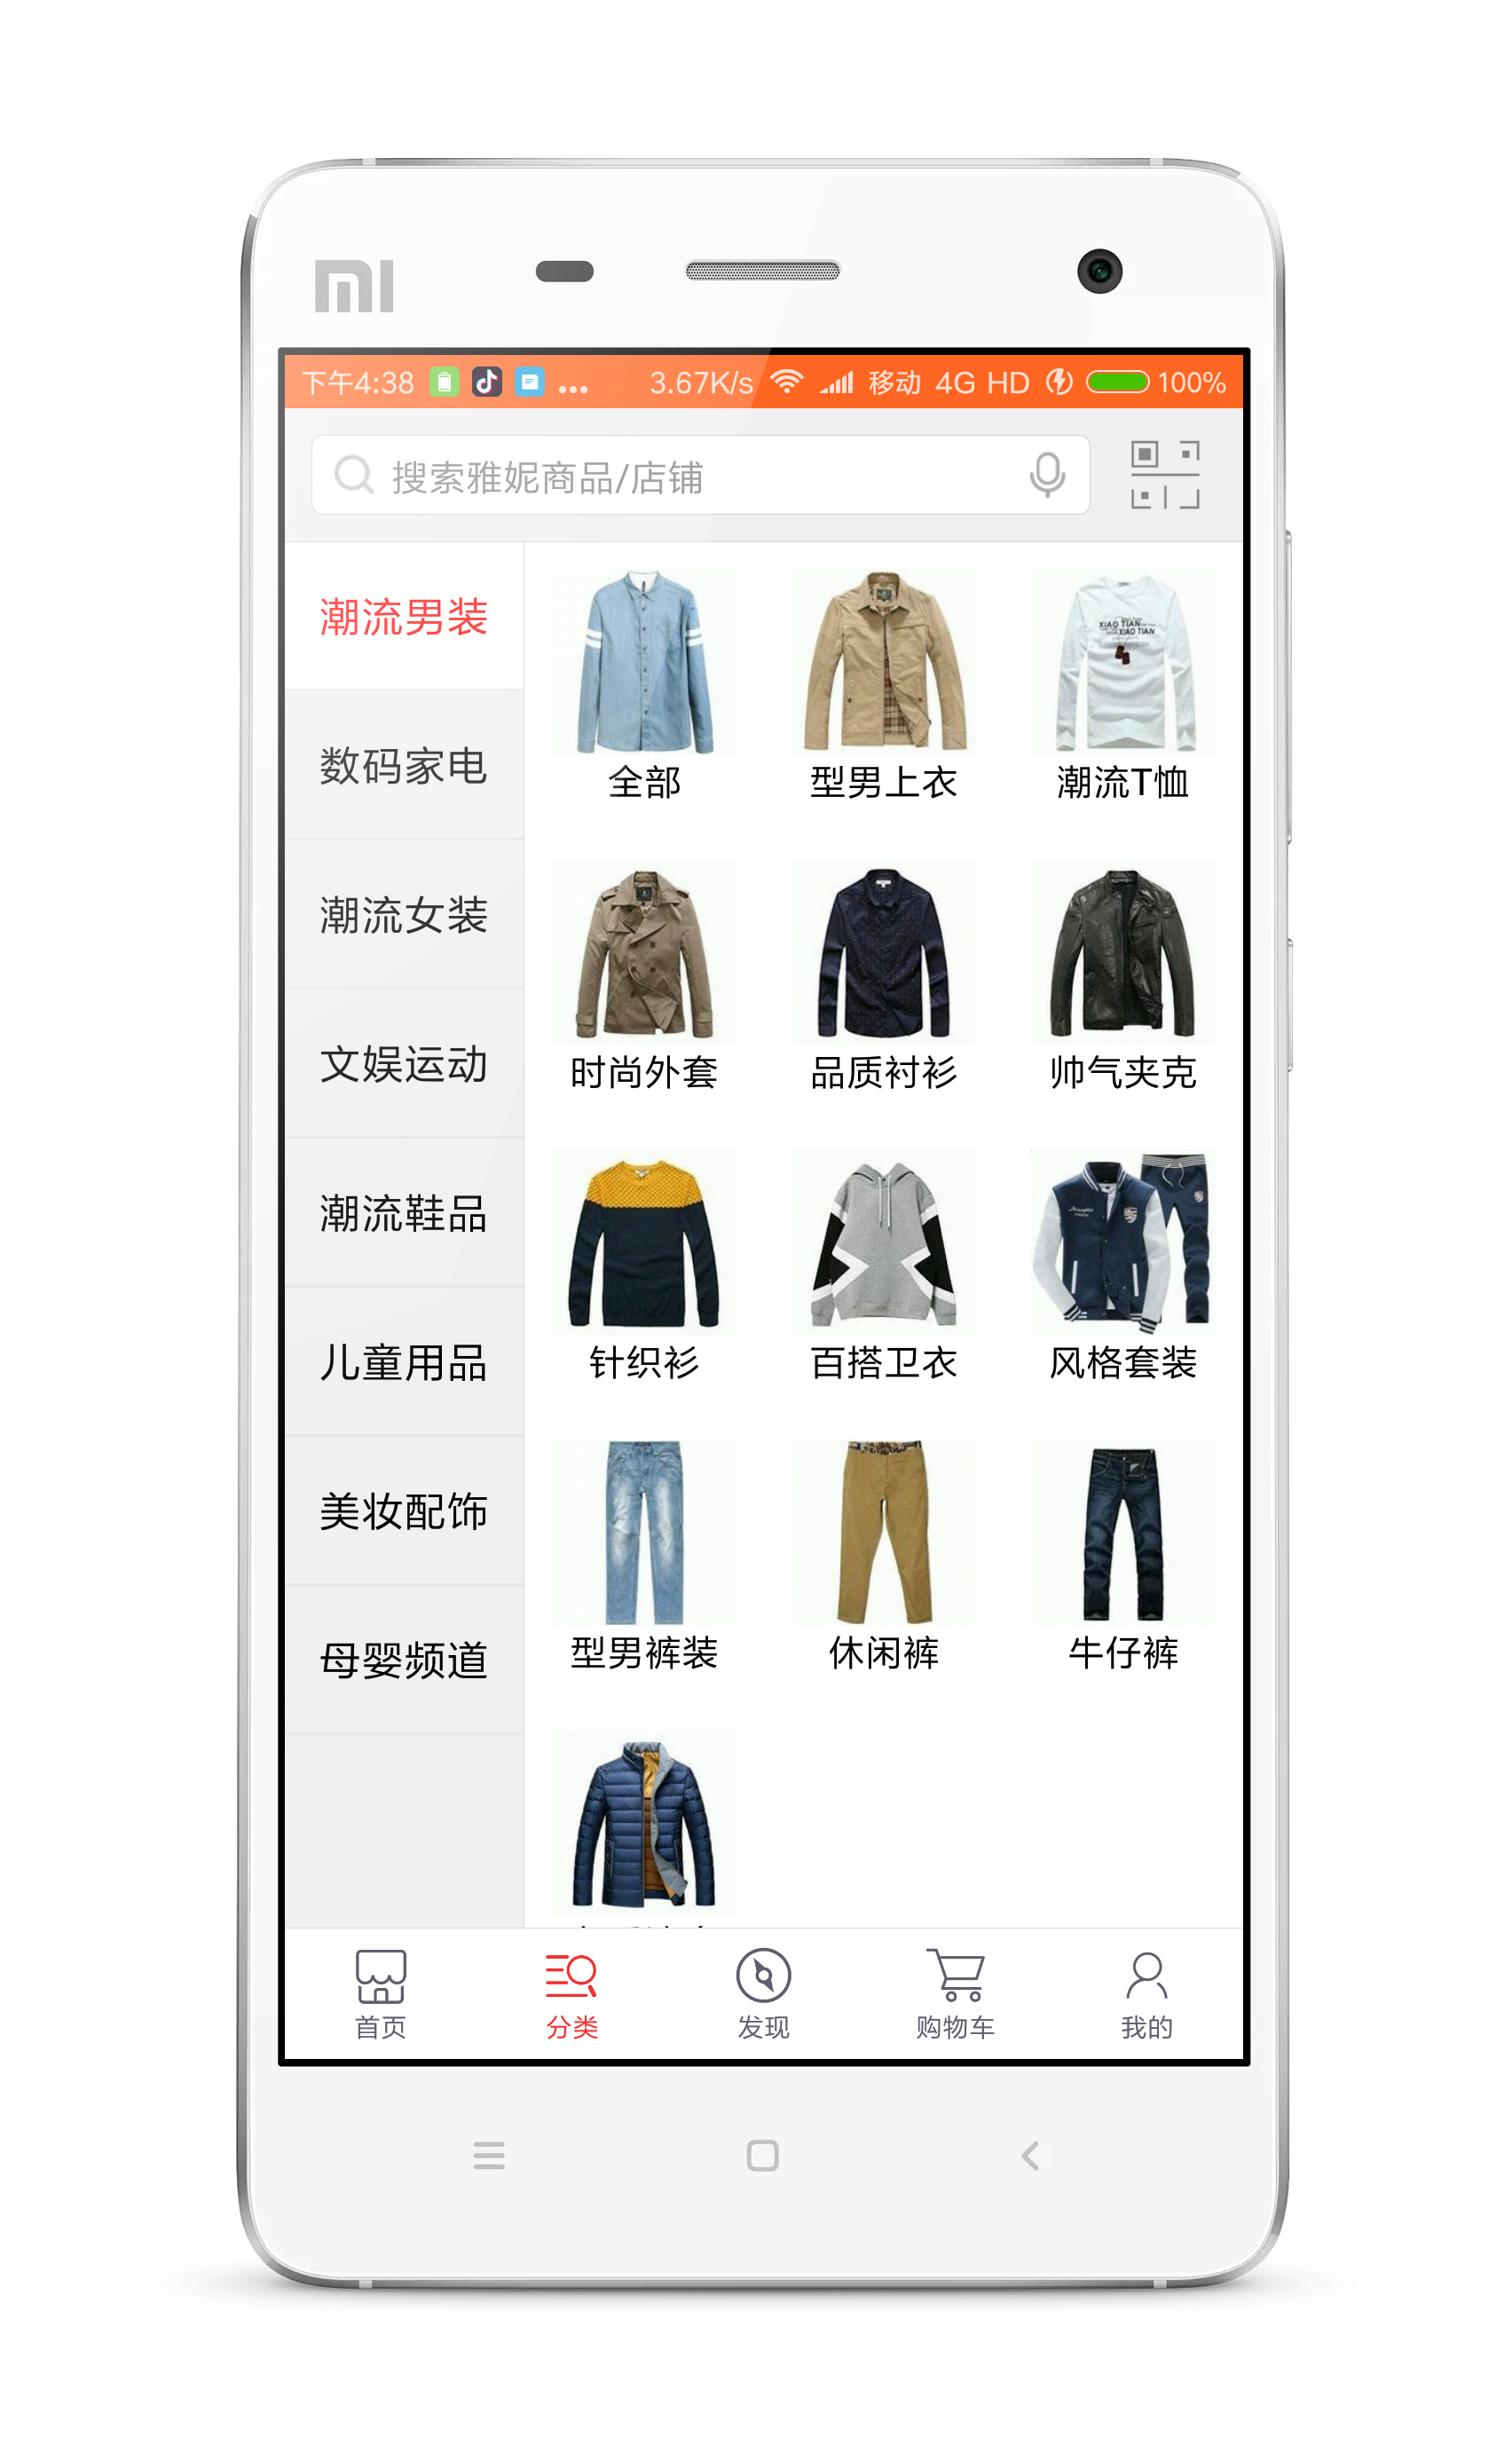 MI
下午4:38 ... 3.67K/s 移动 4G HD 100%
搜索雅妮商品/店铺
潮流男装
数码家电
潮流女装
文娱运动
潮流鞋品
儿童用品
美妆配饰
母婴频道
XIAO TIAN
XIAO TIAN
全部 型男上衣 潮流T恤
时尚外套 品质衬衫 帅气夹克
针织衫 百搭卫衣 风格套装
型男裤装 休闲裤 牛仔裤
首页 分类 发现 购物车 我的